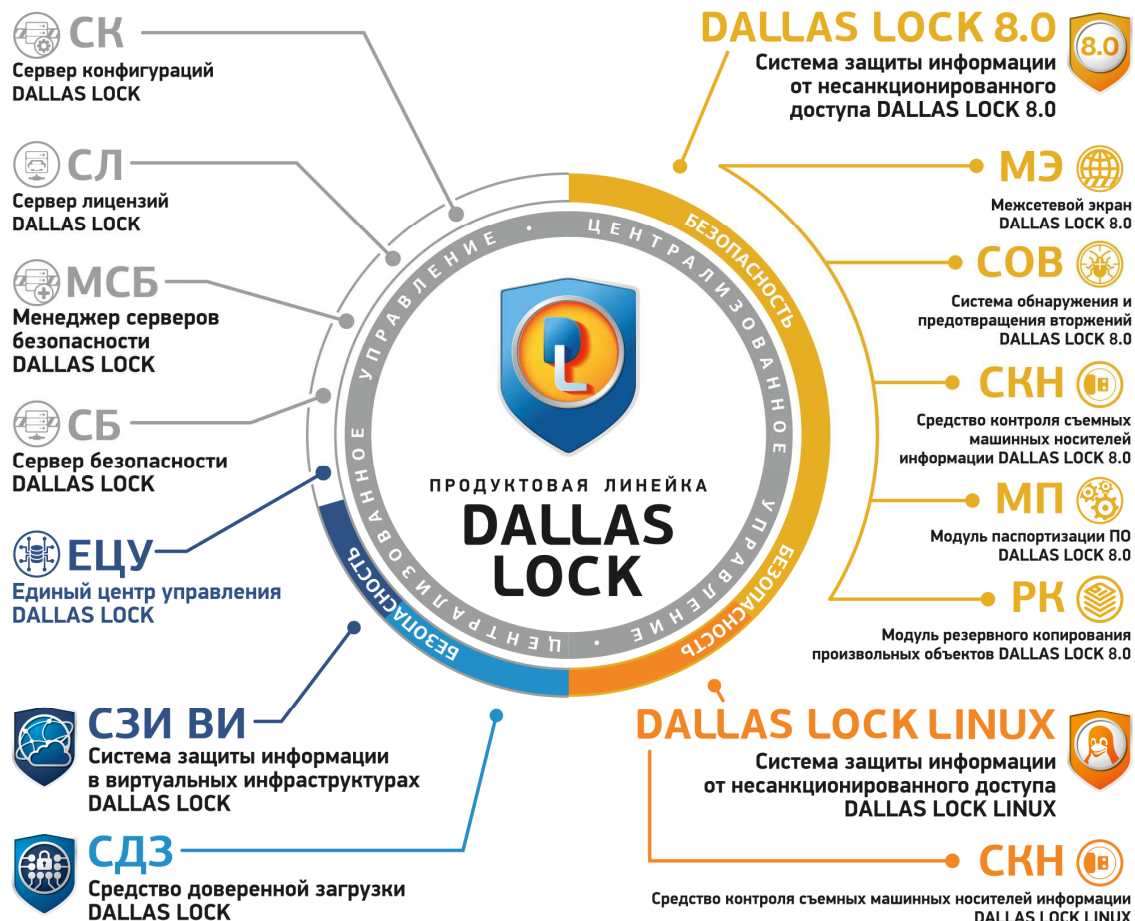 СК
Сервер конфигураций
DALLAS LOCK
СЛ
Сервер лицензий
DALLAS LOCK
МСБ
Менеджер серверов
безопасности
DALLAS LOCK
СБ
Сервер безопасности
DALLAS LOCK
ЕЦУ
Единый центр управления
DALLAS LOCK
СЗИ ВИ
Система защиты информации
в виртуальных инфраструктурах
DALLAS LOCK
СДЗ
Средство доверенной загрузки
DALLAS LOCK
ЦЕНТРАЛИЗОВАННОЕ УПРАВЛЕНИЕ • ЦЕНТРАЛИЗОВАННОЕ УПРАВЛЕНИЕ •
БЕЗОПАСНОСТЬ
БЕЗОПАСНОСТЬ
БЕЗОПАСНОСТЬ
DL
ПРОДУКТОВАЯ ЛИНЕЙКА
DALLAS
LOCK
DALLAS LOCK 8.0
8.0
Система защиты информации
от несанкционированного
доступа DALLAS LOCK 8.0
МЭ
Межсетевой экран
DALLAS LOCK 8.0
СОВ
Система обнаружения и
предотвращения вторжений
DALLAS LOCK 8.0
СКН
Средство контроля съемных
машинных носителей
информации DALLAS LOCK 8.0
МП
Модуль паспортизации ПО
DALLAS LOCK 8.0
РК
Модуль резервного копирования
произвольных объектов DALLAS LOCK 8.0
DALLAS LOCK LINUX
Система защиты информации
от несанкционированного доступа
DALLAS LOCK LINUX
СКН
Средство контроля съемных машинных носителей информации
DALLAS LOCK LINUX